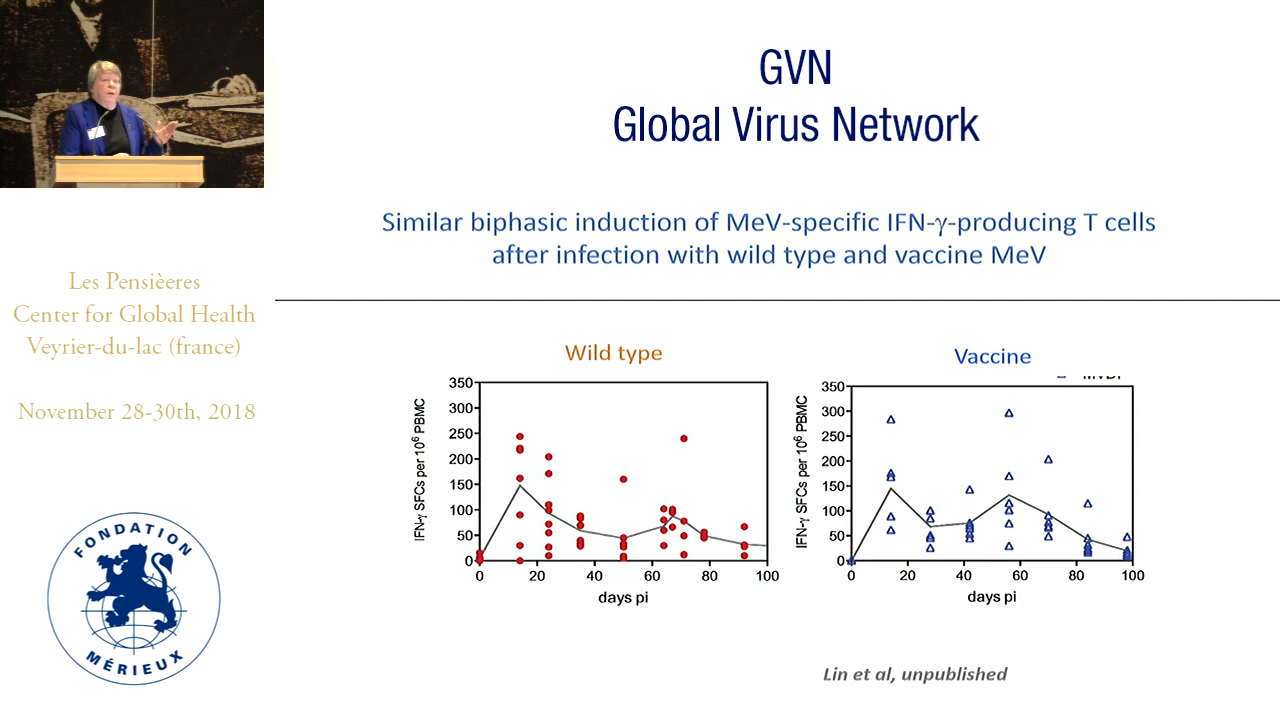 GVN
Global Virus Network
Les Pensièeres
Center for Global Health
Veyrier-du-lac (france)
November 28-30th, 2018
FONDATION
MÉRIEUX
Similar biphasic induction of MeV-specific IFN-γ-producing T cells
after infection with wild type and vaccine MeV
Wild type
IFN-γ SFCs per 10⁶ PBMC
350
300
250
200
150
100
50
0
0 20 40 60 80 100
days pi
Vaccine
IFN-γ SFCs per 10⁶ PBMC
350
300
250
200
150
100
50
0
0 20 40 60 80 100
days pi
Lin et al, unpublished